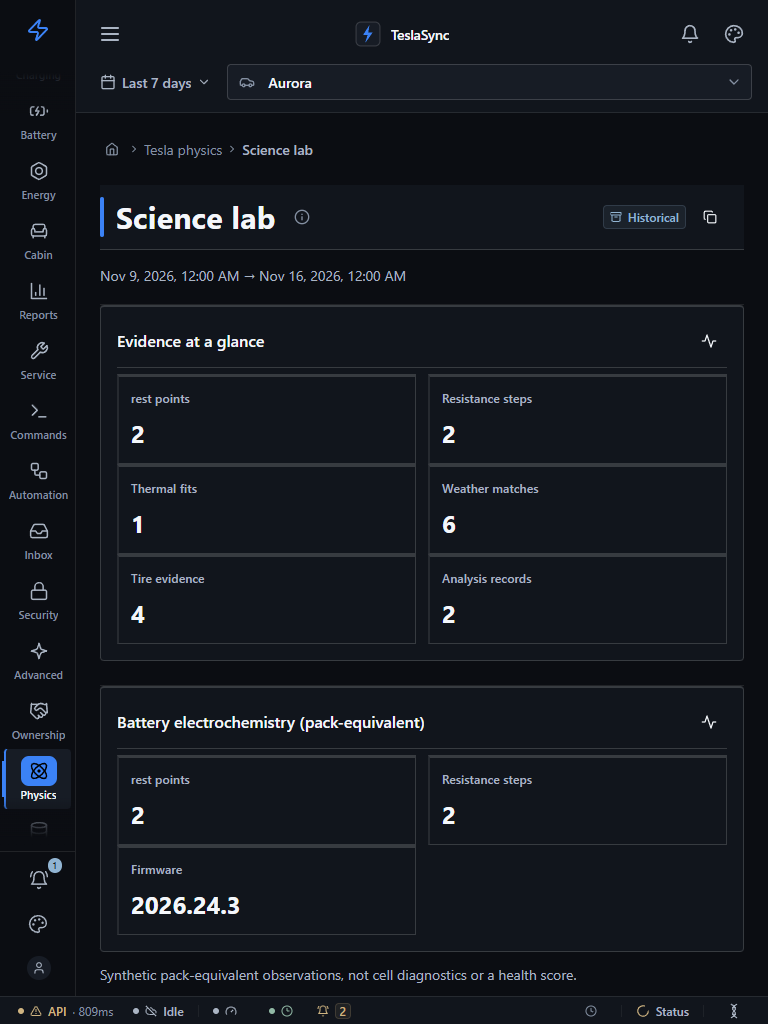 TeslaSync
Last 7 days
Aurora
Charging
Battery
Energy
Cabin
Reports
Service
Commands
Automation
Inbox
Security
Advanced
Ownership
Physics
1
Tesla physics
Science lab
Science lab
Historical
Nov 9, 2026, 12:00 AM → Nov 16, 2026, 12:00 AM
Evidence at a glance
rest points
2
Resistance steps
2
Thermal fits
1
Weather matches
6
Tire evidence
4
Analysis records
2
Battery electrochemistry (pack-equivalent)
rest points
2
Resistance steps
2
Firmware
2026.24.3
Synthetic pack-equivalent observations, not cell diagnostics or a health score.
API · 809ms
Idle
2
Status